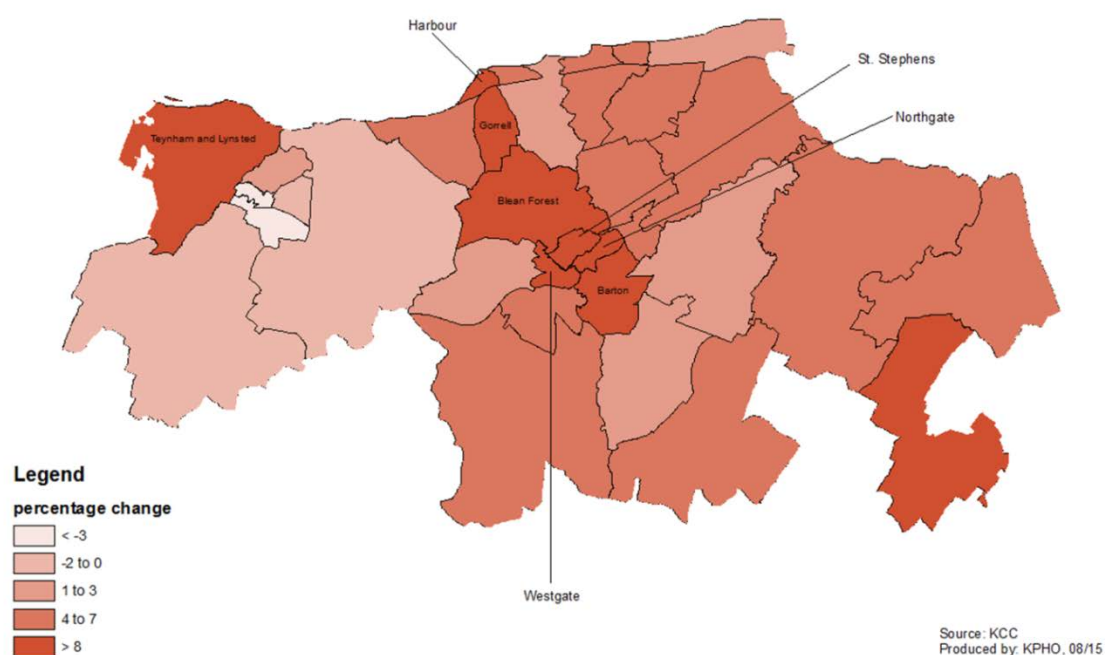 Harbour
St. Stephens
Northgate
Teynham and Lynsted
Gorrell
Blean Forest
Barton
Westgate
Legend
percentage change
< -3
-2 to 0
1 to 3
4 to 7
> 8
Source: KCC
Produced by: KPHO, 08/15